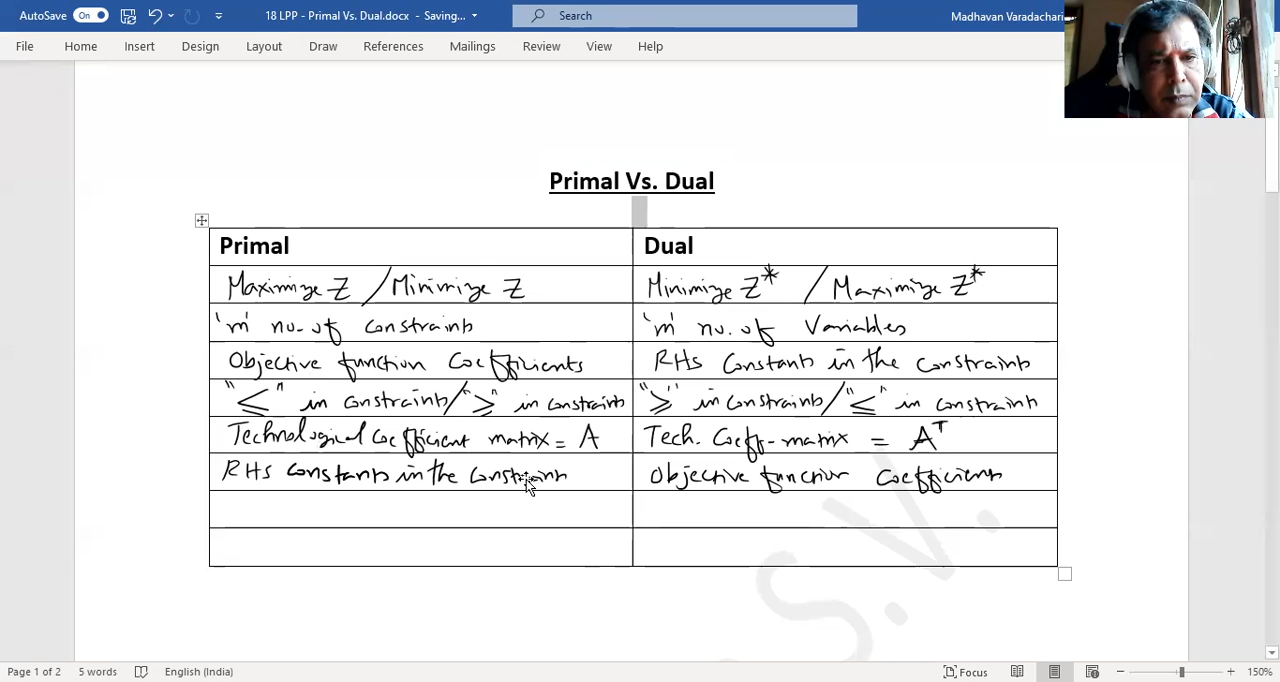 AutoSave On 18 LPP - Primal Vs. Dual.docx - Saving... Search Madhavan Varadachari
File Home Insert Design Layout Draw References Mailings Review View Help
Primal Vs. Dual
Primal Dual
Maximize Z / Minimize Z Minimize Z* / Maximize Z*
'm' no. of Constraints 'm' no. of Variables
Objective function Coefficients RHS Constants in the constraints
"≤" in constraints/"≥" in constraints "≥" in constraints/"≤" in constraints
Technological Coefficient matrix = A Tech. Coeff-matrix = Aᵀ
RHS Constants in the Constraints Objective function Coefficients
S.V.
Page 1 of 2 5 words English (India) Focus 150%